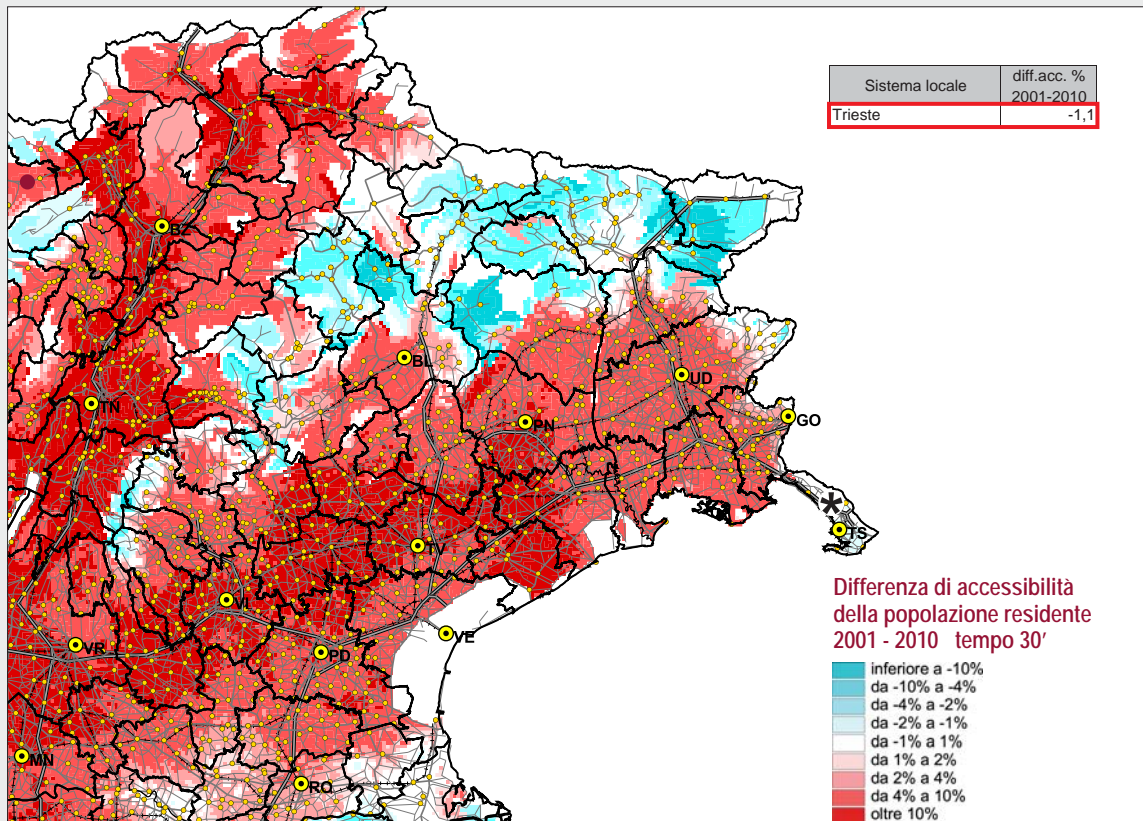 Sistema locale
diff.acc. %
2001-2010
Trieste -1,1
BZ
BL
UD
TN
PN
GO
*
TS
T
VI
VE
VR
PD
MN
RO
Differenza di accessibilità
della popolazione residente
2001 - 2010 tempo 30'
inferiore a -10%
da -10% a -4%
da -4% a -2%
da -2% a -1%
da -1% a 1%
da 1% a 2%
da 2% a 4%
da 4% a 10%
oltre 10%